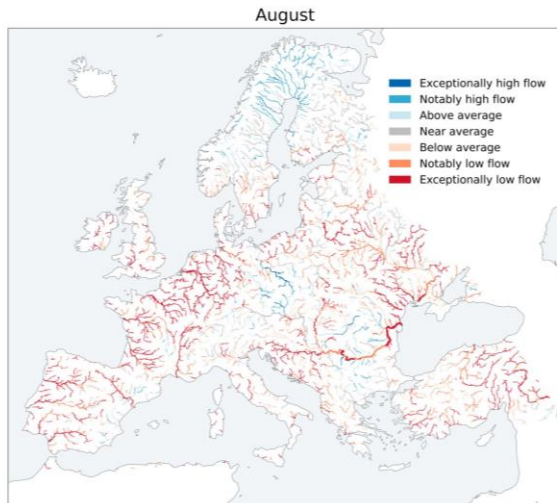 August
Exceptionally high flow
Notably high flow
Above average
Near average
Below average
Notably low flow
Exceptionally low flow